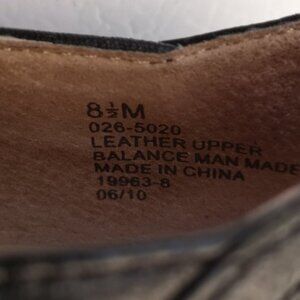 8½M
026-5020
LEATHER UPPER
BALANCE MAN MADE
MADE IN CHINA
19963-8
06/10